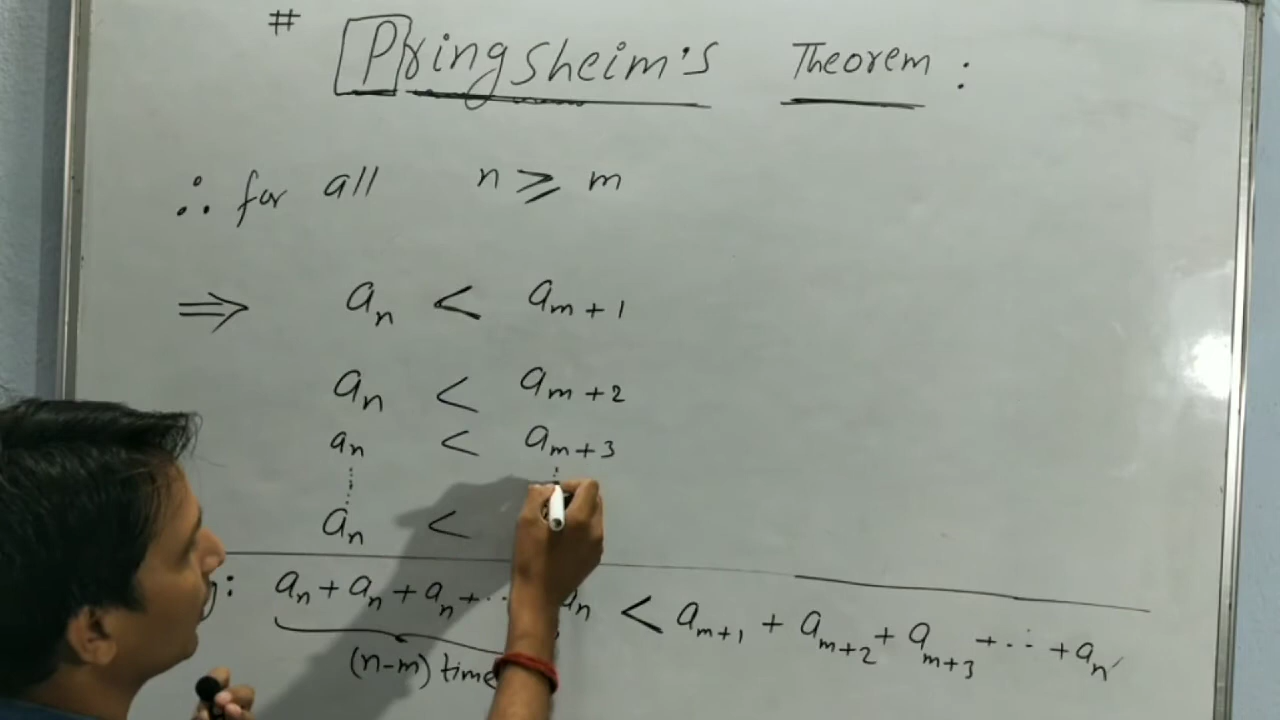 # Pringsheim's Theorem :
∴ for all n ⩾ m
⇒ aₙ < aₘ₊₁
aₙ < aₘ₊₂
aₙ < aₘ₊₃
aₙ <
: aₙ + aₙ + aₙ + ... aₙ < aₘ₊₁ + aₘ₊₂ + aₘ₊₃ + ... + aₙ
(n-m) time